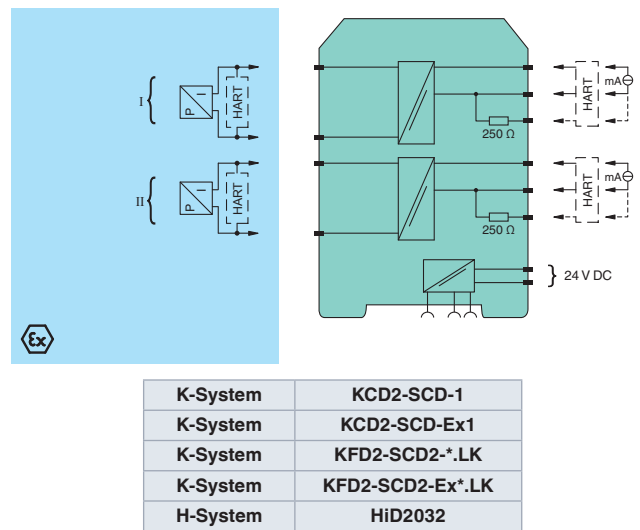 I
P
I
HART
HART
mA
250 Ω
II
P
I
HART
HART
mA
250 Ω
24 V DC
Ex
K-System KCD2-SCD-1
K-System KCD2-SCD-Ex1
K-System KFD2-SCD2-*.LK
K-System KFD2-SCD2-Ex*.LK
H-System HiD2032